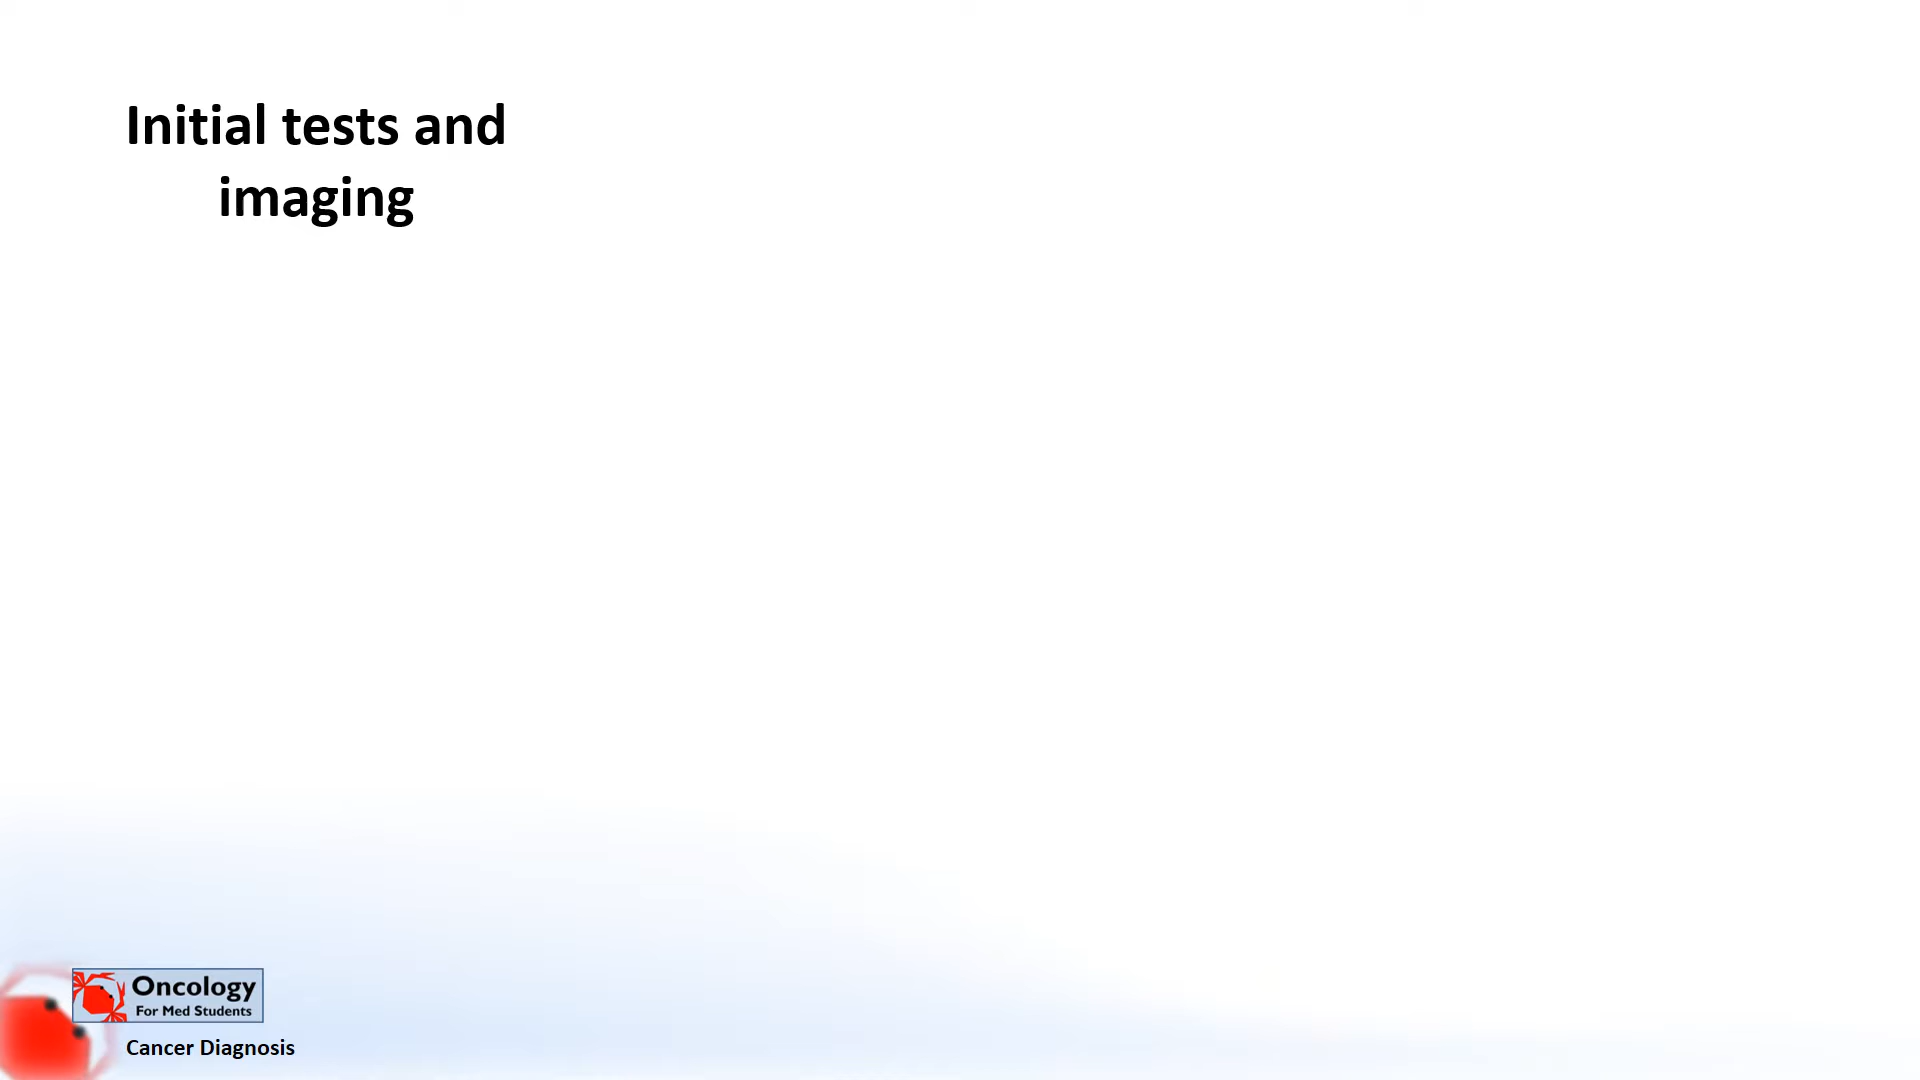 Initial tests and
imaging
Oncology
For Med Students
Cancer Diagnosis